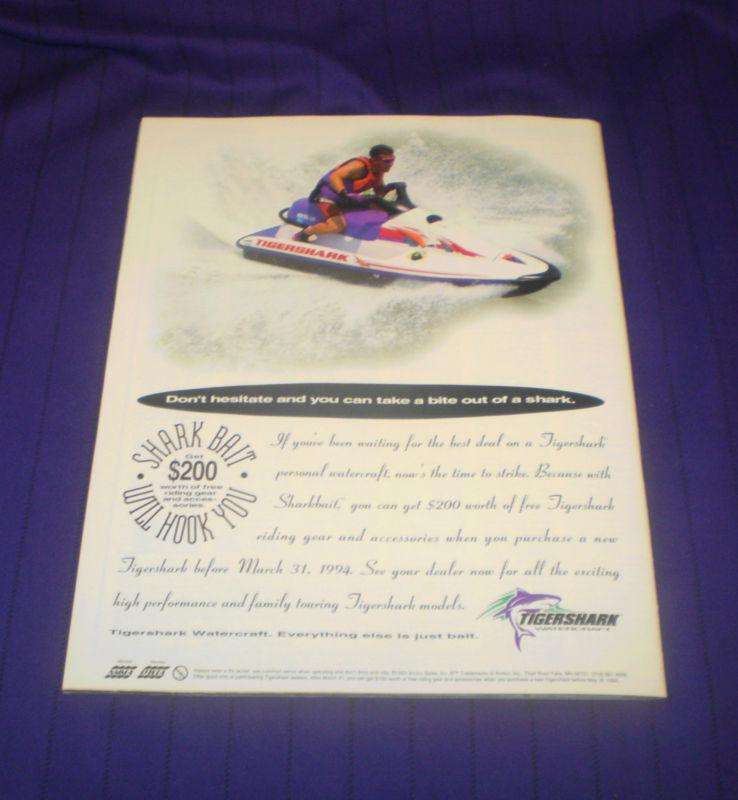 TIGERSHARK
Don't hesitate and you can take a bite out of a shark.
SHARK BAIT
Get
$200
worth of free
riding gear
and acces-
sories.
WILL HOOK YOU
If you've been waiting for the best deal on a Tigershark
personal watercraft, now's the time to strike. Because with
Sharkbait, you can get $200 worth of free Tigershark
riding gear and accessories when you purchase a new
Tigershark before March 31, 1994. See your dealer now for all the exciting
high performance and family touring Tigershark models.
TIGERSHARK
WATERCRAFT
Tigershark Watercraft. Everything else is just bait.